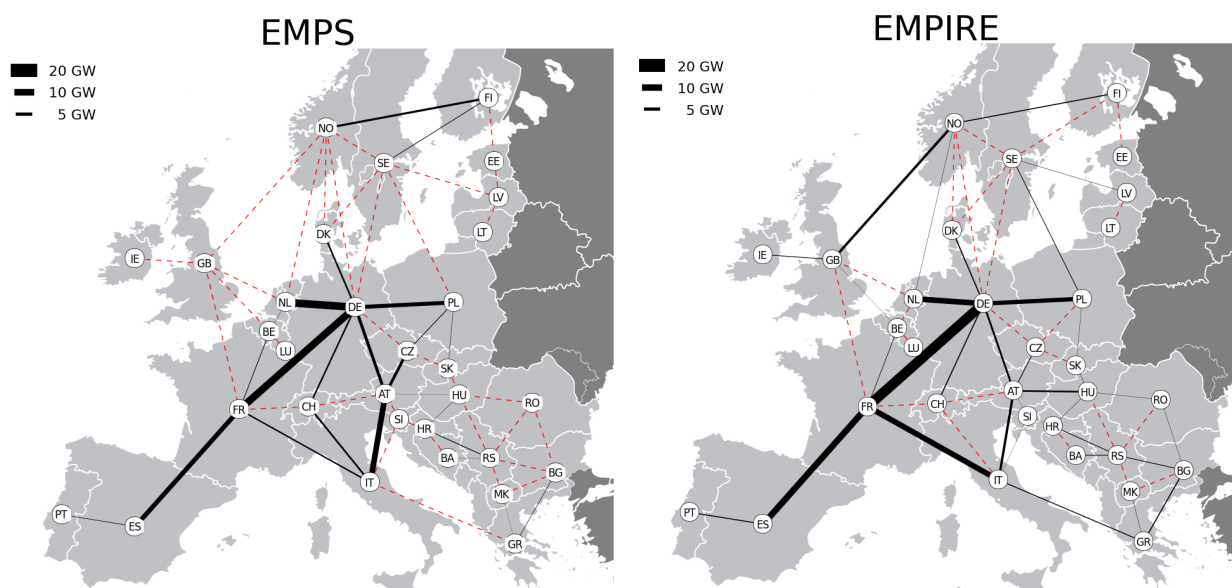 EMPS
20 GW
10 GW
5 GW
FI
NO
SE
EE
LV
LT
DK
IE
GB
NL
DE
PL
BE
LU
CZ
SK
AT
HU
RO
FR
CH
SI
HR
BA
RS
BG
IT
MK
PT
ES
GR
EMPIRE
20 GW
10 GW
5 GW
FI
NO
SE
EE
LV
LT
DK
IE
GB
NL
DE
PL
BE
LU
CZ
SK
AT
HU
RO
FR
CH
SI
HR
BA
RS
BG
IT
MK
PT
ES
GR